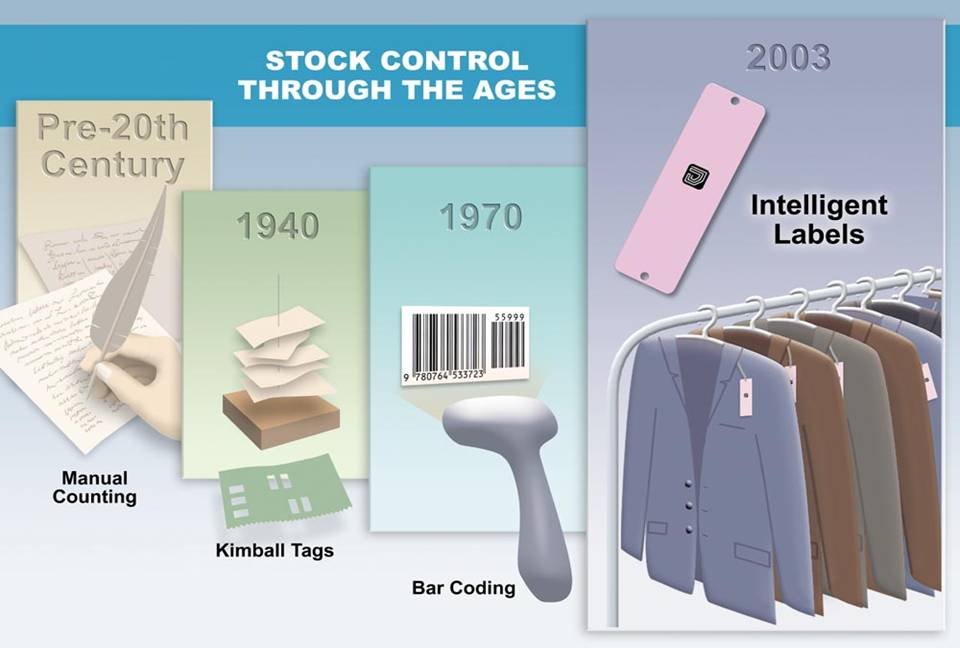 STOCK CONTROL
THROUGH THE AGES
Pre-20th
Century
Manual
Counting
1940
Kimball Tags
1970
55999
9 780764 533723
Bar Coding
2003
Intelligent
Labels